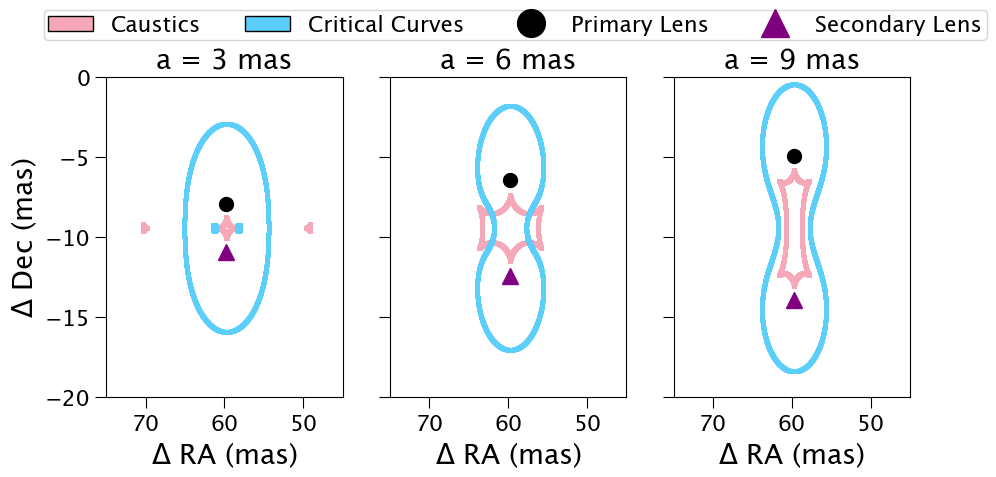 Caustics Critical Curves Primary Lens Secondary Lens
a = 3 mas a = 6 mas a = 9 mas
0
−5
−10
−15
−20
Δ Dec (mas)
70 60 50 70 60 50 70 60 50
Δ RA (mas) Δ RA (mas) Δ RA (mas)